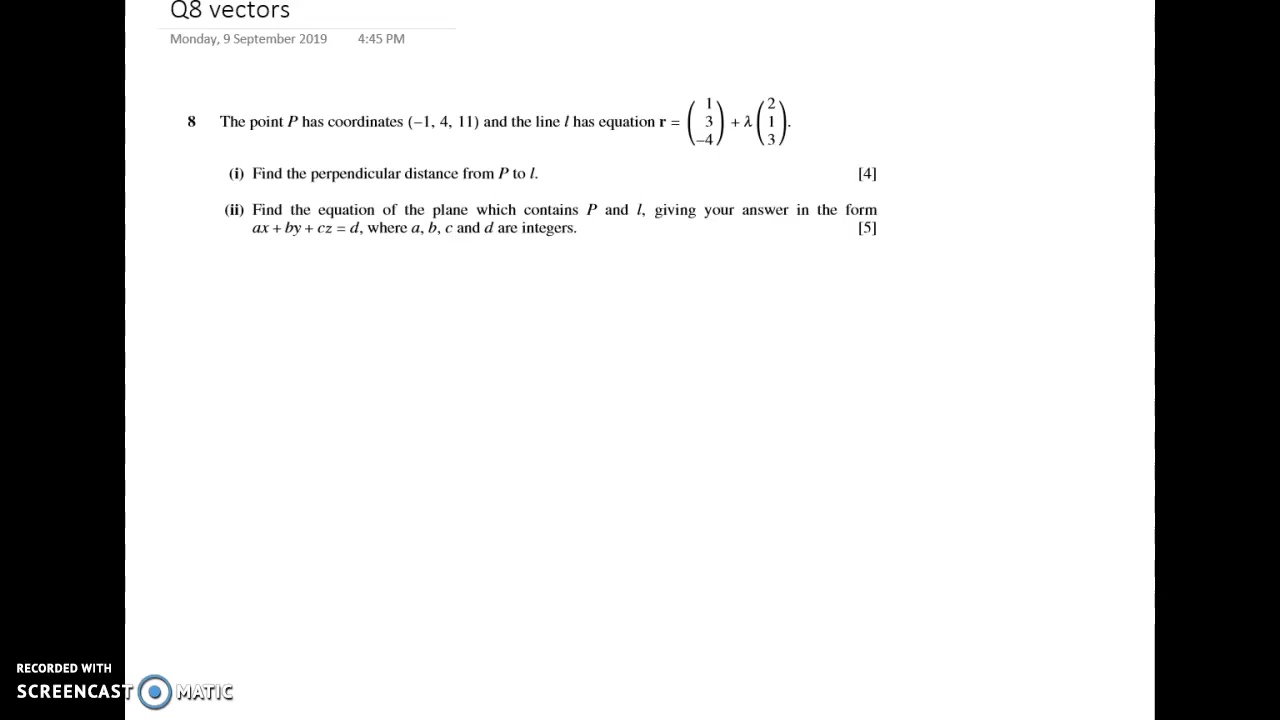 Q8 vectors
Monday, 9 September 2019 4:45 PM
8 The point P has coordinates (−1, 4, 11) and the line l has equation r = (1 3 −4) + λ(2 1 3).
(i) Find the perpendicular distance from P to l. [4]
(ii) Find the equation of the plane which contains P and l, giving your answer in the form
ax + by + cz = d, where a, b, c and d are integers. [5]
RECORDED WITH
SCREENCAST MATIC